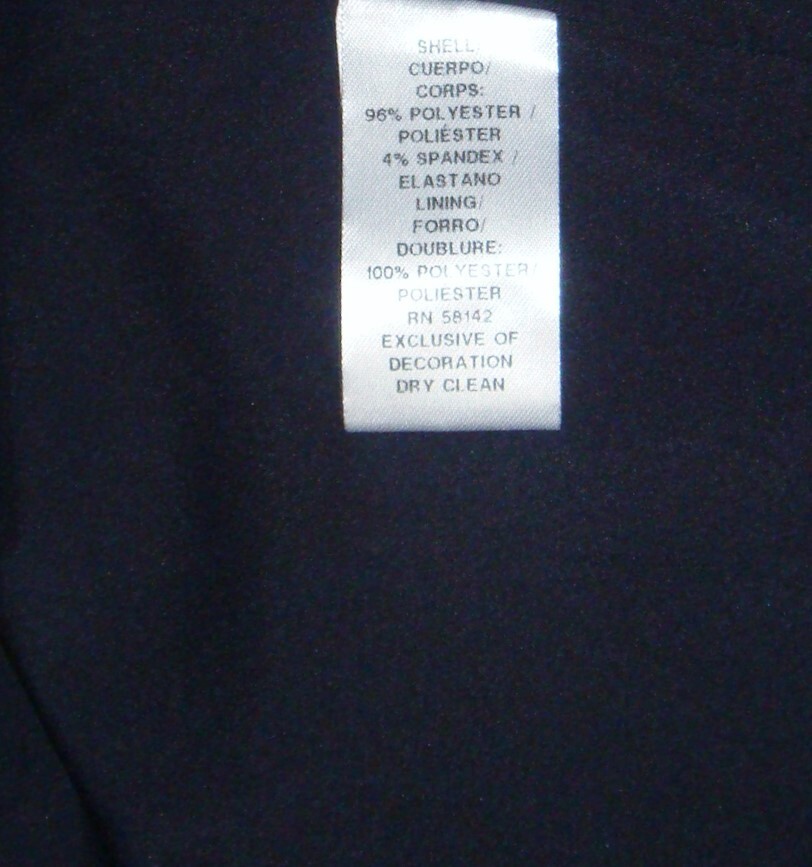 SHELL/
CUERPO/
CORPS:
96% POLYESTER /
POLIÉSTER
4% SPANDEX /
ELASTANO
LINING/
FORRO/
DOUBLURE:
100% POLYESTER/
POLIESTER
RN 58142
EXCLUSIVE OF
DECORATION
DRY CLEAN